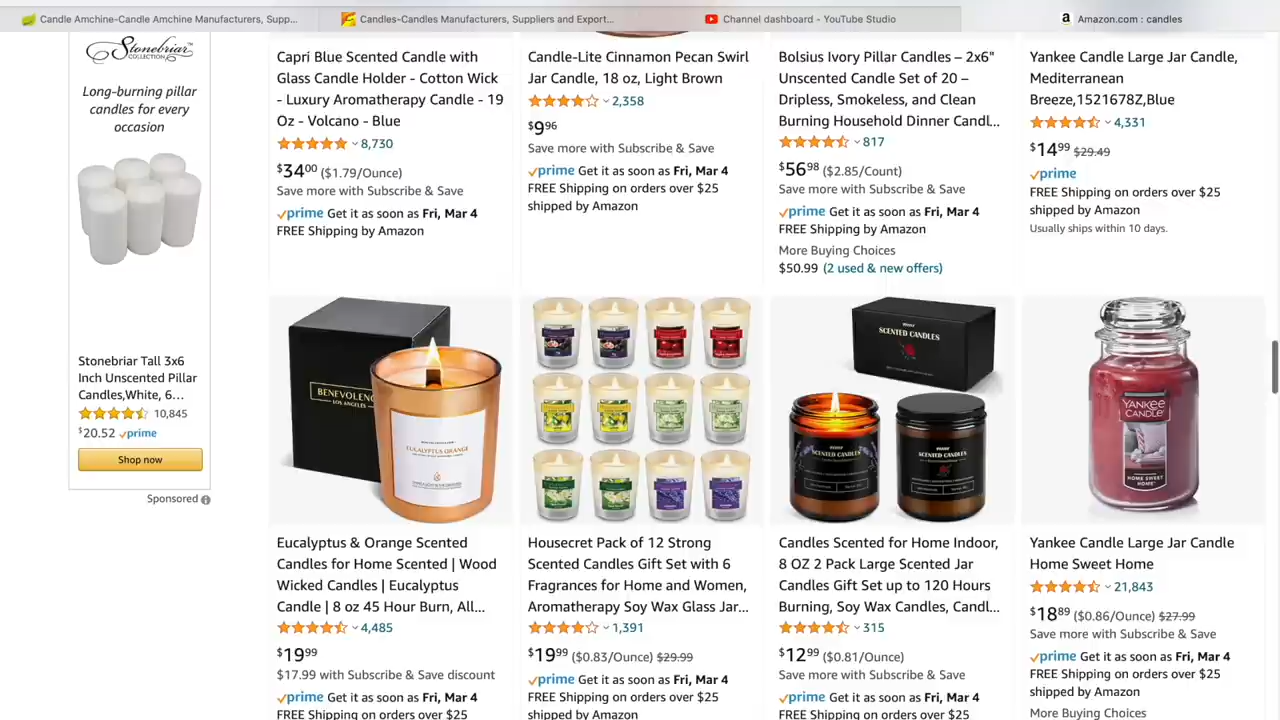 Candle Amchine-Candle Amchine Manufacturers, Supp...
Candles-Candles Manufacturers, Suppliers and Export...
Channel dashboard - YouTube Studio
Amazon.com : candles
Stonebriar
COLLECTION
Long-burning pillar
candles for every
occasion
Stonebriar Tall 3x6
Inch Unscented Pillar
Candles,White, 6...
10,845
$20.52 prime
Shop now
Sponsored
Capri Blue Scented Candle with
Glass Candle Holder - Cotton Wick
- Luxury Aromatherapy Candle - 19
Oz - Volcano - Blue
8,730
$34.00 ($1.79/Ounce)
Save more with Subscribe & Save
prime Get it as soon as Fri, Mar 4
FREE Shipping by Amazon
Candle-Lite Cinnamon Pecan Swirl
Jar Candle, 18 oz, Light Brown
2,358
$9.96
Save more with Subscribe & Save
prime Get it as soon as Fri, Mar 4
FREE Shipping on orders over $25
shipped by Amazon
Bolsius Ivory Pillar Candles – 2x6"
Unscented Candle Set of 20 –
Dripless, Smokeless, and Clean
Burning Household Dinner Candl...
817
$56.98 ($2.85/Count)
Save more with Subscribe & Save
prime Get it as soon as Fri, Mar 4
FREE Shipping by Amazon
More Buying Choices
$50.99 (2 used & new offers)
Yankee Candle Large Jar Candle,
Mediterranean
Breeze,1521678Z,Blue
4,331
$14.99 $29.49
prime
FREE Shipping on orders over $25
shipped by Amazon
Usually ships within 10 days.
BENEVOLENC
LOS ANGELES
EUCALYPTUS ORANGE
SCENTED CANDLES
SCENTED CANDLES
SCENTED CANDLES
YANKEE
CANDLE
HOME SWEET
HOME
Eucalyptus & Orange Scented
Candles for Home Scented | Wood
Wicked Candles | Eucalyptus
Candle | 8 oz 45 Hour Burn, All...
4,485
$19.99
$17.99 with Subscribe & Save discount
prime Get it as soon as Fri, Mar 4
FREE Shipping on orders over $25
Housecret Pack of 12 Strong
Scented Candles Gift Set with 6
Fragrances for Home and Women,
Aromatherapy Soy Wax Glass Jar...
1,391
$19.99 ($0.83/Ounce) $29.99
prime Get it as soon as Fri, Mar 4
FREE Shipping on orders over $25
shipped by Amazon
Candles Scented for Home Indoor,
8 OZ 2 Pack Large Scented Jar
Candles Gift Set up to 120 Hours
Burning, Soy Wax Candles, Candl...
315
$12.99 ($0.81/Ounce)
Save more with Subscribe & Save
prime Get it as soon as Fri, Mar 4
FREE Shipping on orders over $25
Yankee Candle Large Jar Candle
Home Sweet Home
21,843
$18.89 ($0.86/Ounce) $27.99
Save more with Subscribe & Save
prime Get it as soon as Fri, Mar 4
FREE Shipping on orders over $25
shipped by Amazon
More Buying Choices